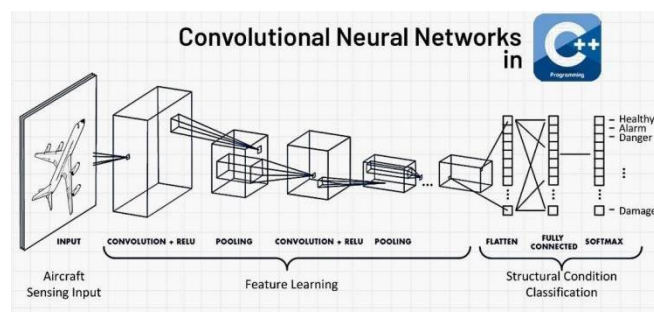 Convolutional Neural Networks
in
C++
Programming
Healthy
Alarm
Danger
Damage
INPUT
CONVOLUTION + RELU
POOLING
CONVOLUTION + RELU
POOLING
FLATTEN
FULLY
CONNECTED
SOFTMAX
Aircraft
Sensing Input
Feature Learning
Structural Condition
Classification